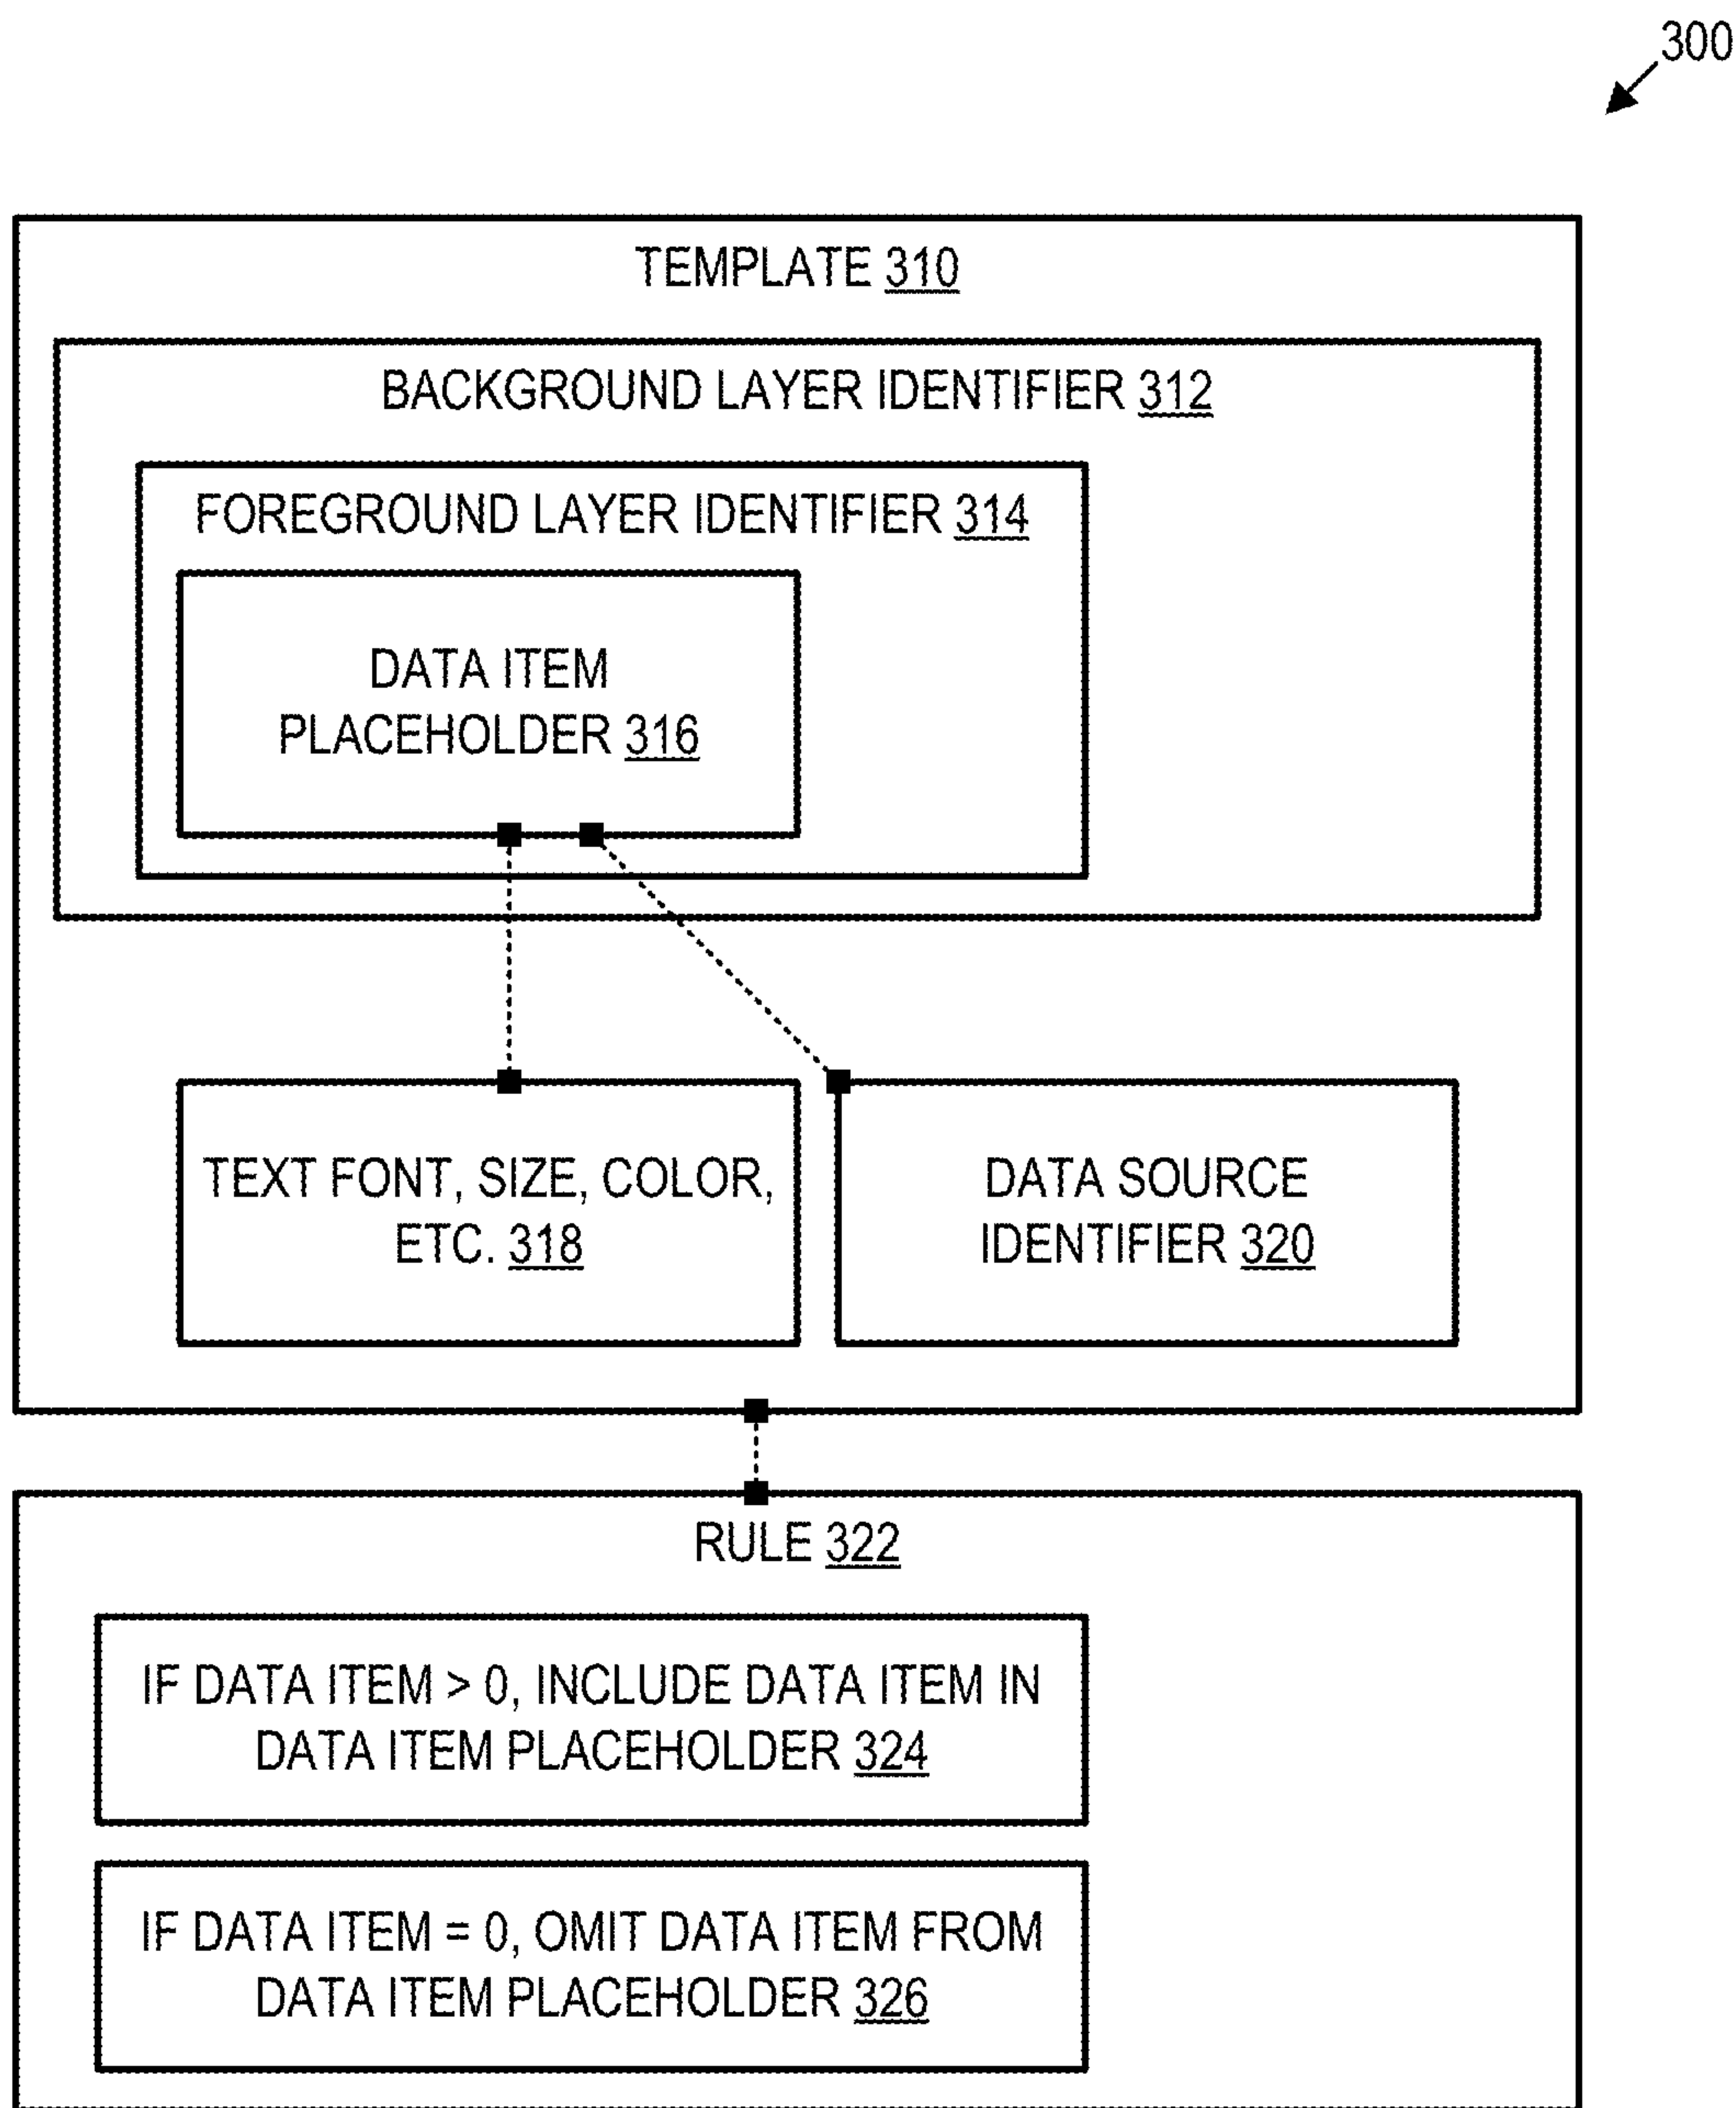 300
TEMPLATE 310
BACKGROUND LAYER IDENTIFIER 312
FOREGROUND LAYER IDENTIFIER 314
DATA ITEM
PLACEHOLDER 316
TEXT FONT, SIZE, COLOR,
ETC. 318
DATA SOURCE
IDENTIFIER 320
RULE 322
IF DATA ITEM > 0, INCLUDE DATA ITEM IN
DATA ITEM PLACEHOLDER 324
IF DATA ITEM = 0, OMIT DATA ITEM FROM
DATA ITEM PLACEHOLDER 326